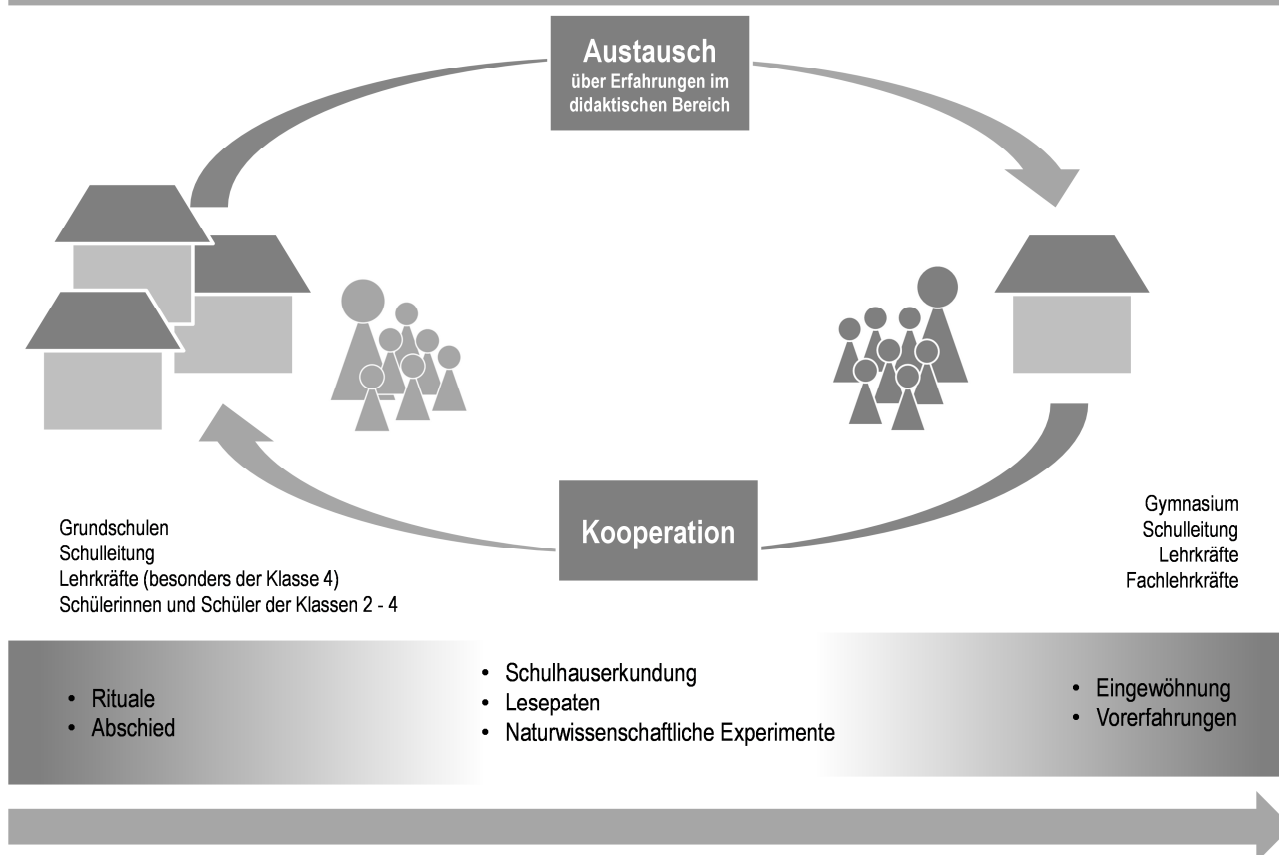 Austausch
über Erfahrungen im
didaktischen Bereich
Kooperation
Grundschulen
Schulleitung
Lehrkräfte (besonders der Klasse 4)
Schülerinnen und Schüler der Klassen 2 - 4
Gymnasium
Schulleitung
Lehrkräfte
Fachlehrkräfte
• Rituale
• Abschied
• Schulhauserkundung
• Lesepaten
• Naturwissenschaftliche Experimente
• Eingewöhnung
• Vorerfahrungen